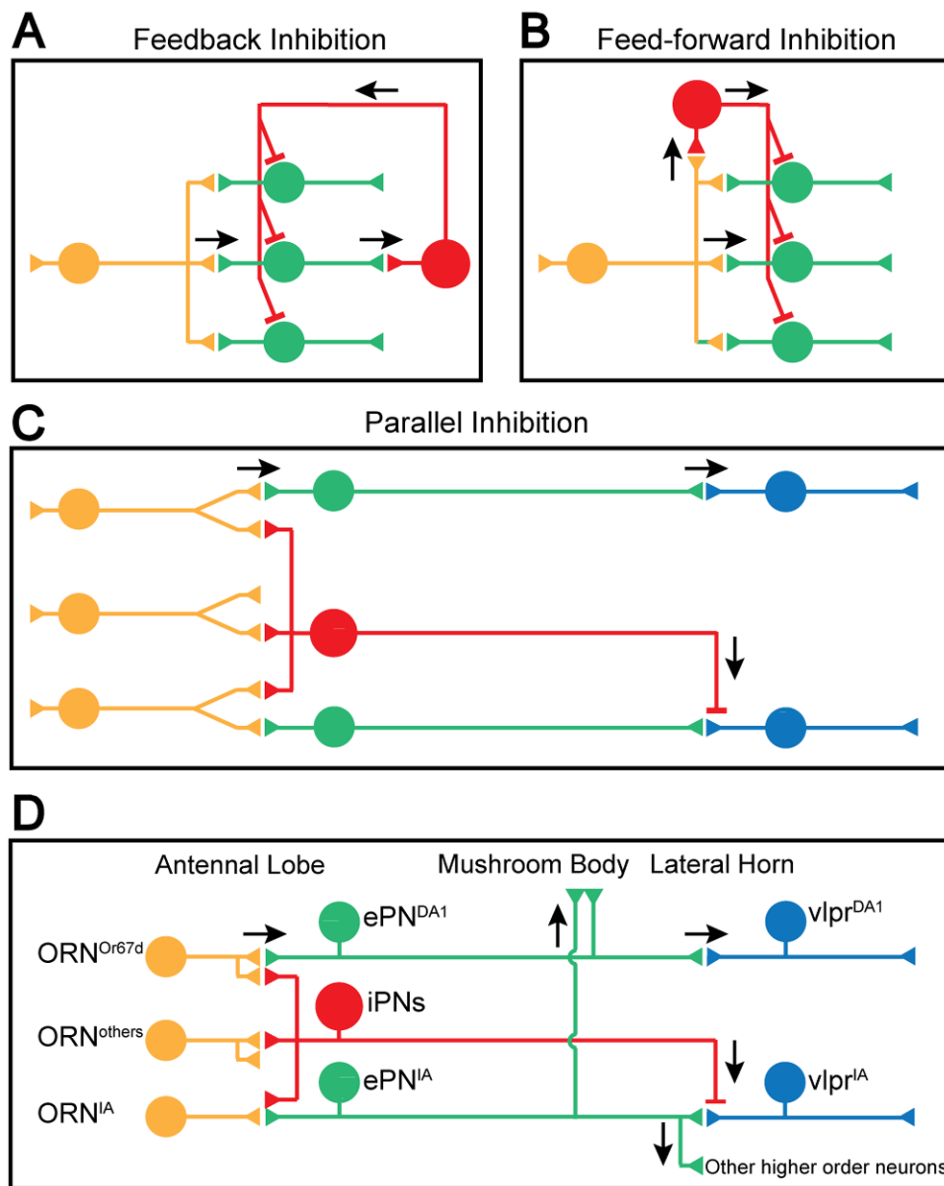 A
Feedback Inhibition
B
Feed-forward Inhibition
C
Parallel Inhibition
D
Antennal Lobe
Mushroom Body
Lateral Horn
ORN^Or67d
ePN^DA1
vlpr^DA1
ORN^others
iPNs
ORN^IA
ePN^IA
vlpr^IA
Other higher order neurons